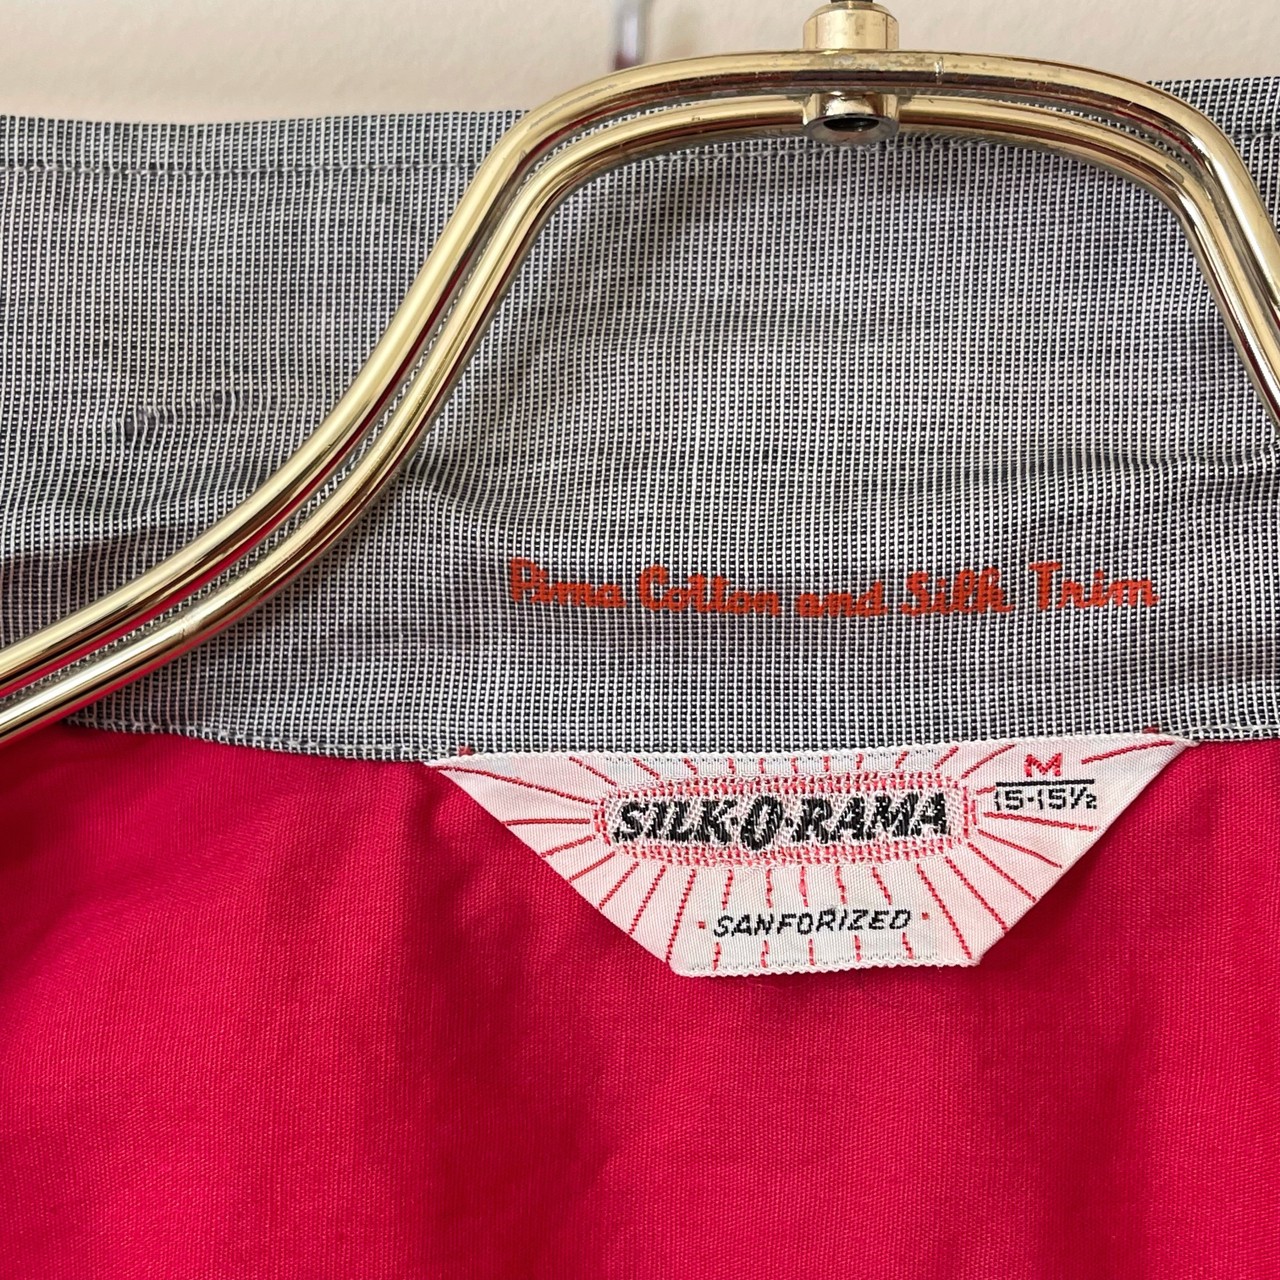 Pima Cotton and Silk Trim
SILK-O-RAMA
M
15-15½
·SANFORIZED·